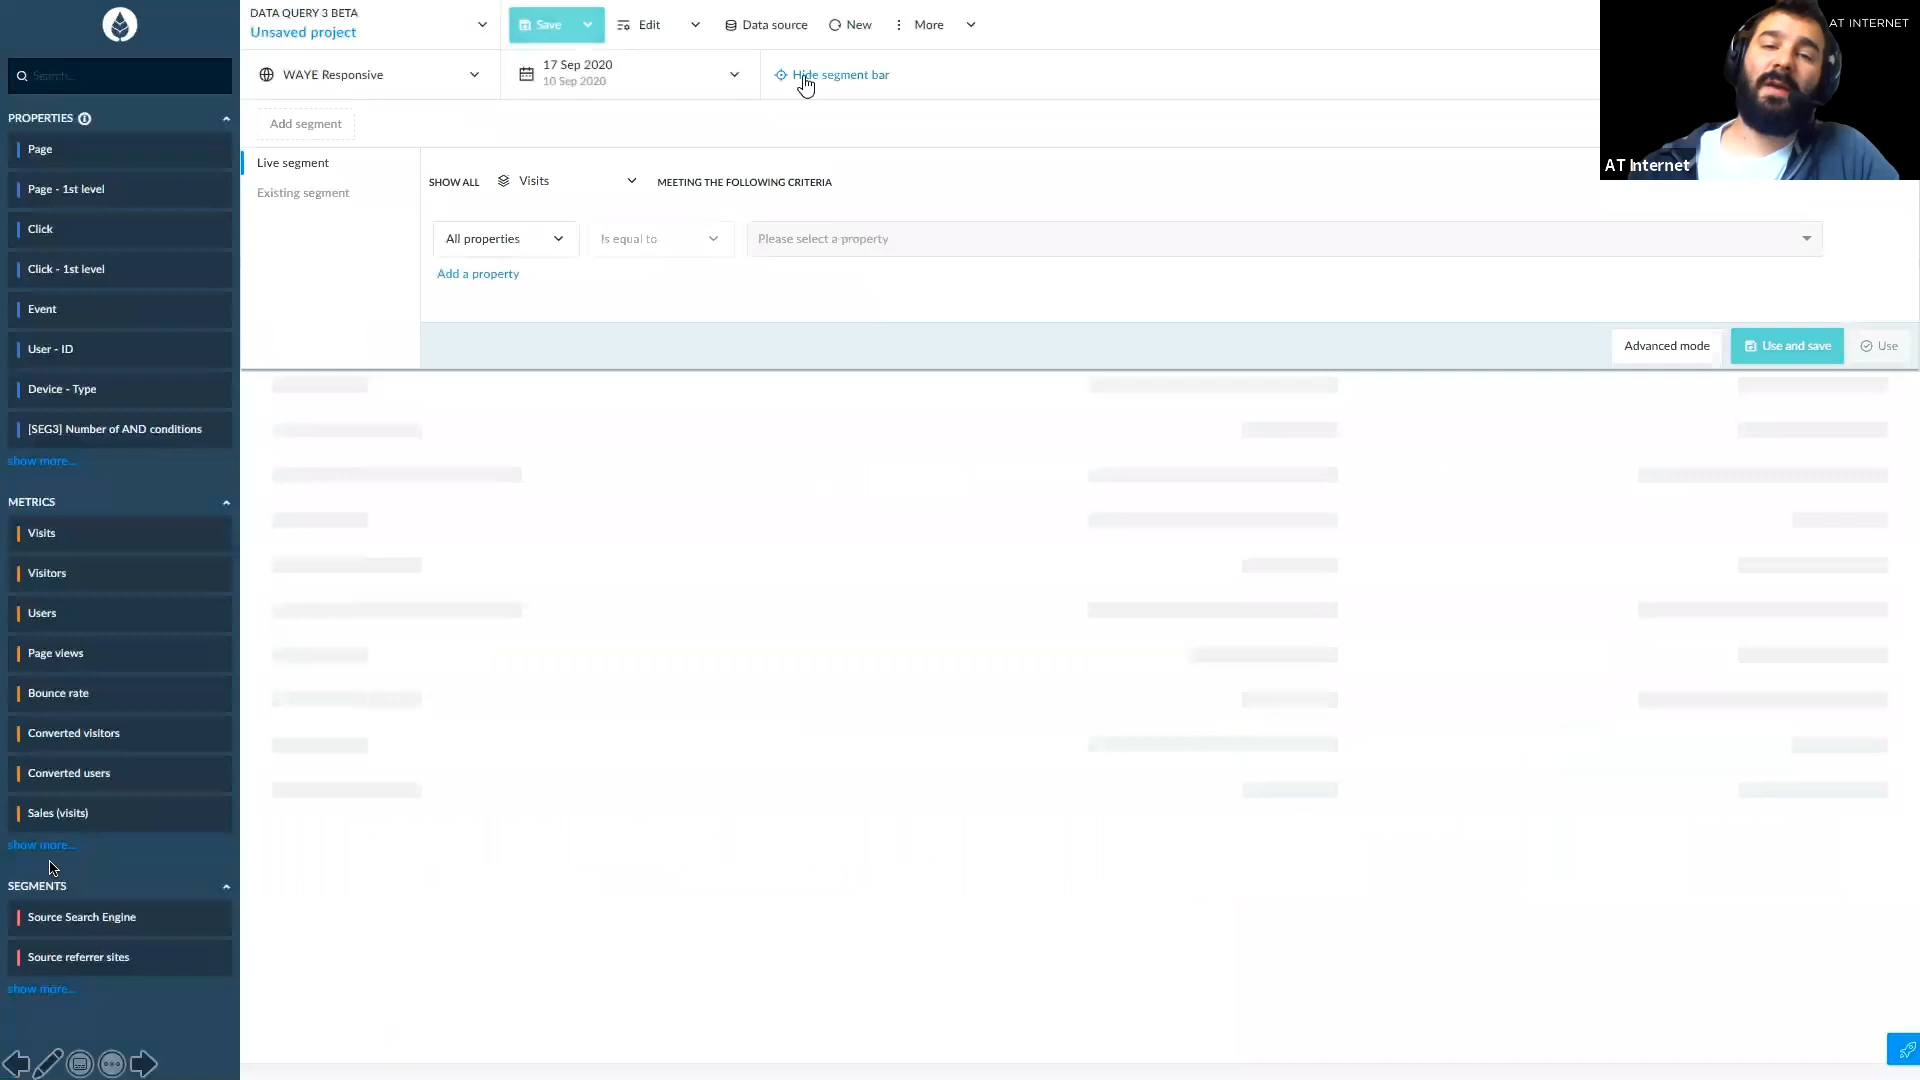 DATA QUERY 3 BETA
Unsaved project
Save
Edit
Data source
New
More
AT INTERNET
Search...
WAYE Responsive
17 Sep 2020
10 Sep 2020
Hide segment bar
PROPERTIES
Add segment
Page
Live segment
AT Internet
Page - 1st level
Existing segment
SHOW ALL
Visits
MEETING THE FOLLOWING CRITERIA
Click
All properties
Is equal to
Please select a property
Click - 1st level
Add a property
Event
User - ID
Advanced mode
Use and save
Use
Device - Type
[SEG3] Number of AND conditions
show more...
METRICS
Visits
Visitors
Users
Page views
Bounce rate
Converted visitors
Converted users
Sales (visits)
show more...
SEGMENTS
Source Search Engine
Source referrer sites
show more...